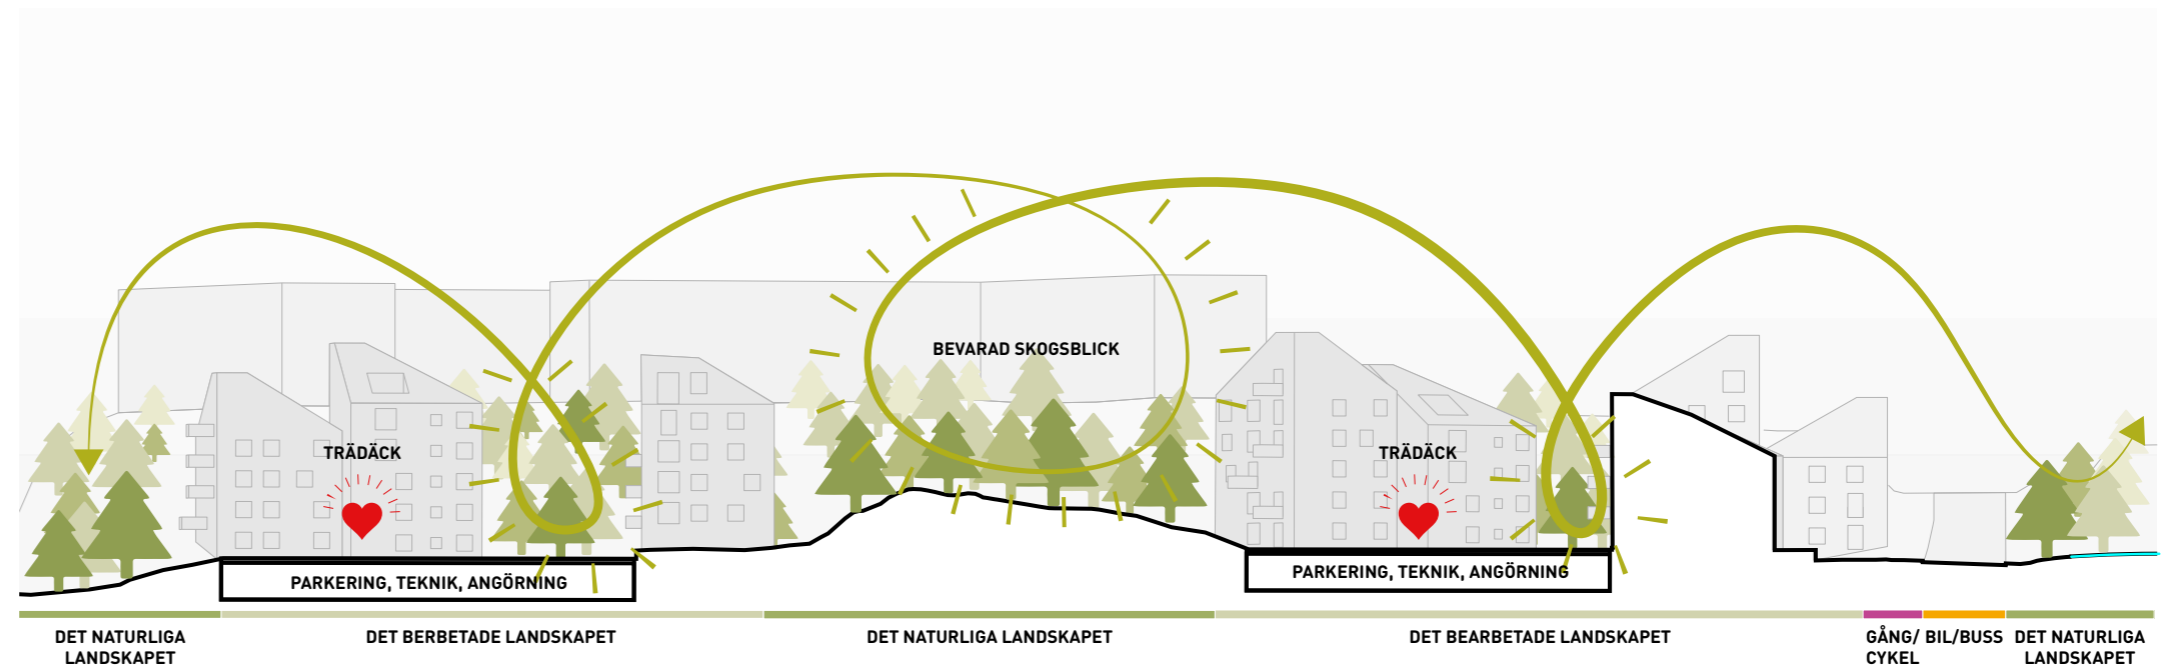 BEVARAD SKOGSBLICK
TRÄDÄCK
TRÄDÄCK
PARKERING, TEKNIK, ANGÖRNING
PARKERING, TEKNIK, ANGÖRNING
DET NATURLIGA
LANDSKAPET
DET BERBETADE LANDSKAPET
DET NATURLIGA LANDSKAPET
DET BEARBETADE LANDSKAPET
GÅNG/
CYKEL
BIL/BUSS
DET NATURLIGA
LANDSKAPET